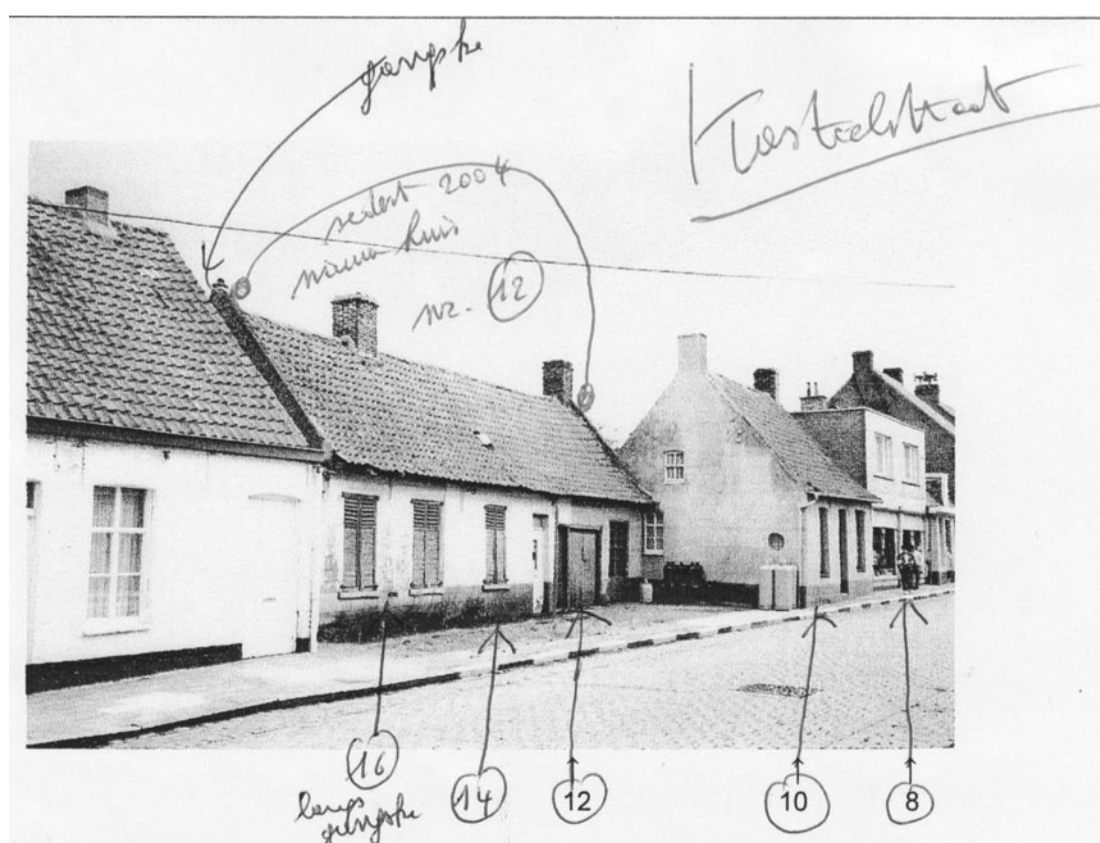 gangske
Kasteelstraat
sedert 2004
nieuw huis
nr. 12
16
14
12
10
8
langs
gangske